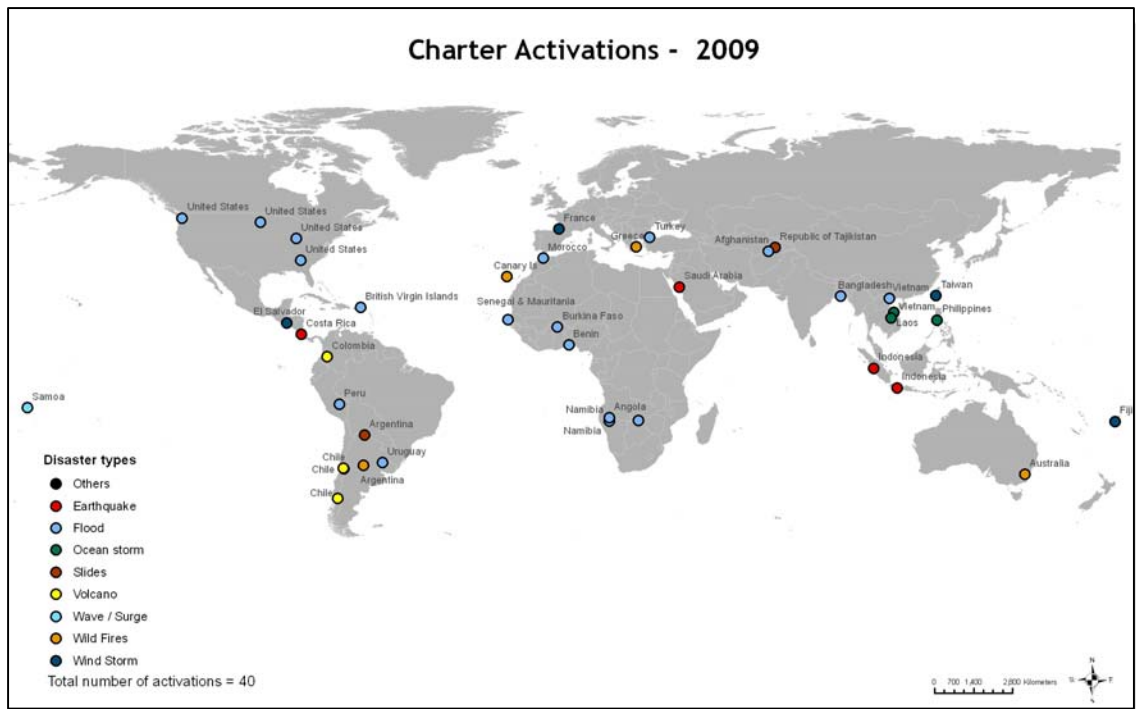 Charter Activations - 2009
United States
United States
United States
United States
France
Greece
Turkey
Afghanistan
Republic of Tajikistan
Morocco
Canary Is
Saudi Arabia
Bangladesh
Vietnam
Taiwan
British Virgin Islands
Senegal & Mauritania
El Salvador
Costa Rica
Burkina Faso
Benin
Vietnam
Laos
Philippines
Colombia
Indonesia
Indonesia
Samoa
Peru
Namibia
Angola
Namibia
Fiji
Argentina
Chile
Chile
Uruguay
Argentina
Chile
Australia
Disaster types
Others
Earthquake
Flood
Ocean storm
Slides
Volcano
Wave / Surge
Wild Fires
Wind Storm
Total number of activations = 40
0 700 1,400 2,800 Kilometers
N
E
S